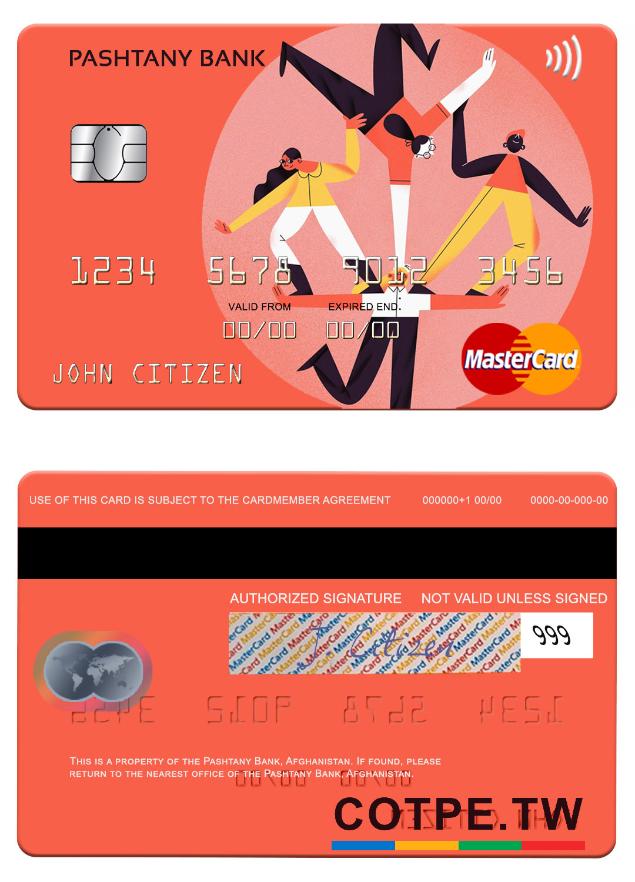 PASHTANY BANK
1234 5678 9012 3456
VALID FROM EXPIRED END
00/00 00/00
JOHN CITIZEN
MasterCard
USE OF THIS CARD IS SUBJECT TO THE CARDMEMBER AGREEMENT 000000+1 00/00 0000-00-000-00
AUTHORIZED SIGNATURE NOT VALID UNLESS SIGNED
J. Citizen
999
THIS IS A PROPERTY OF THE PASHTANY BANK, AFGHANISTAN. IF FOUND, PLEASE
RETURN TO THE NEAREST OFFICE OF THE PASHTANY BANK, AFGHANISTAN.
COTPE.TW